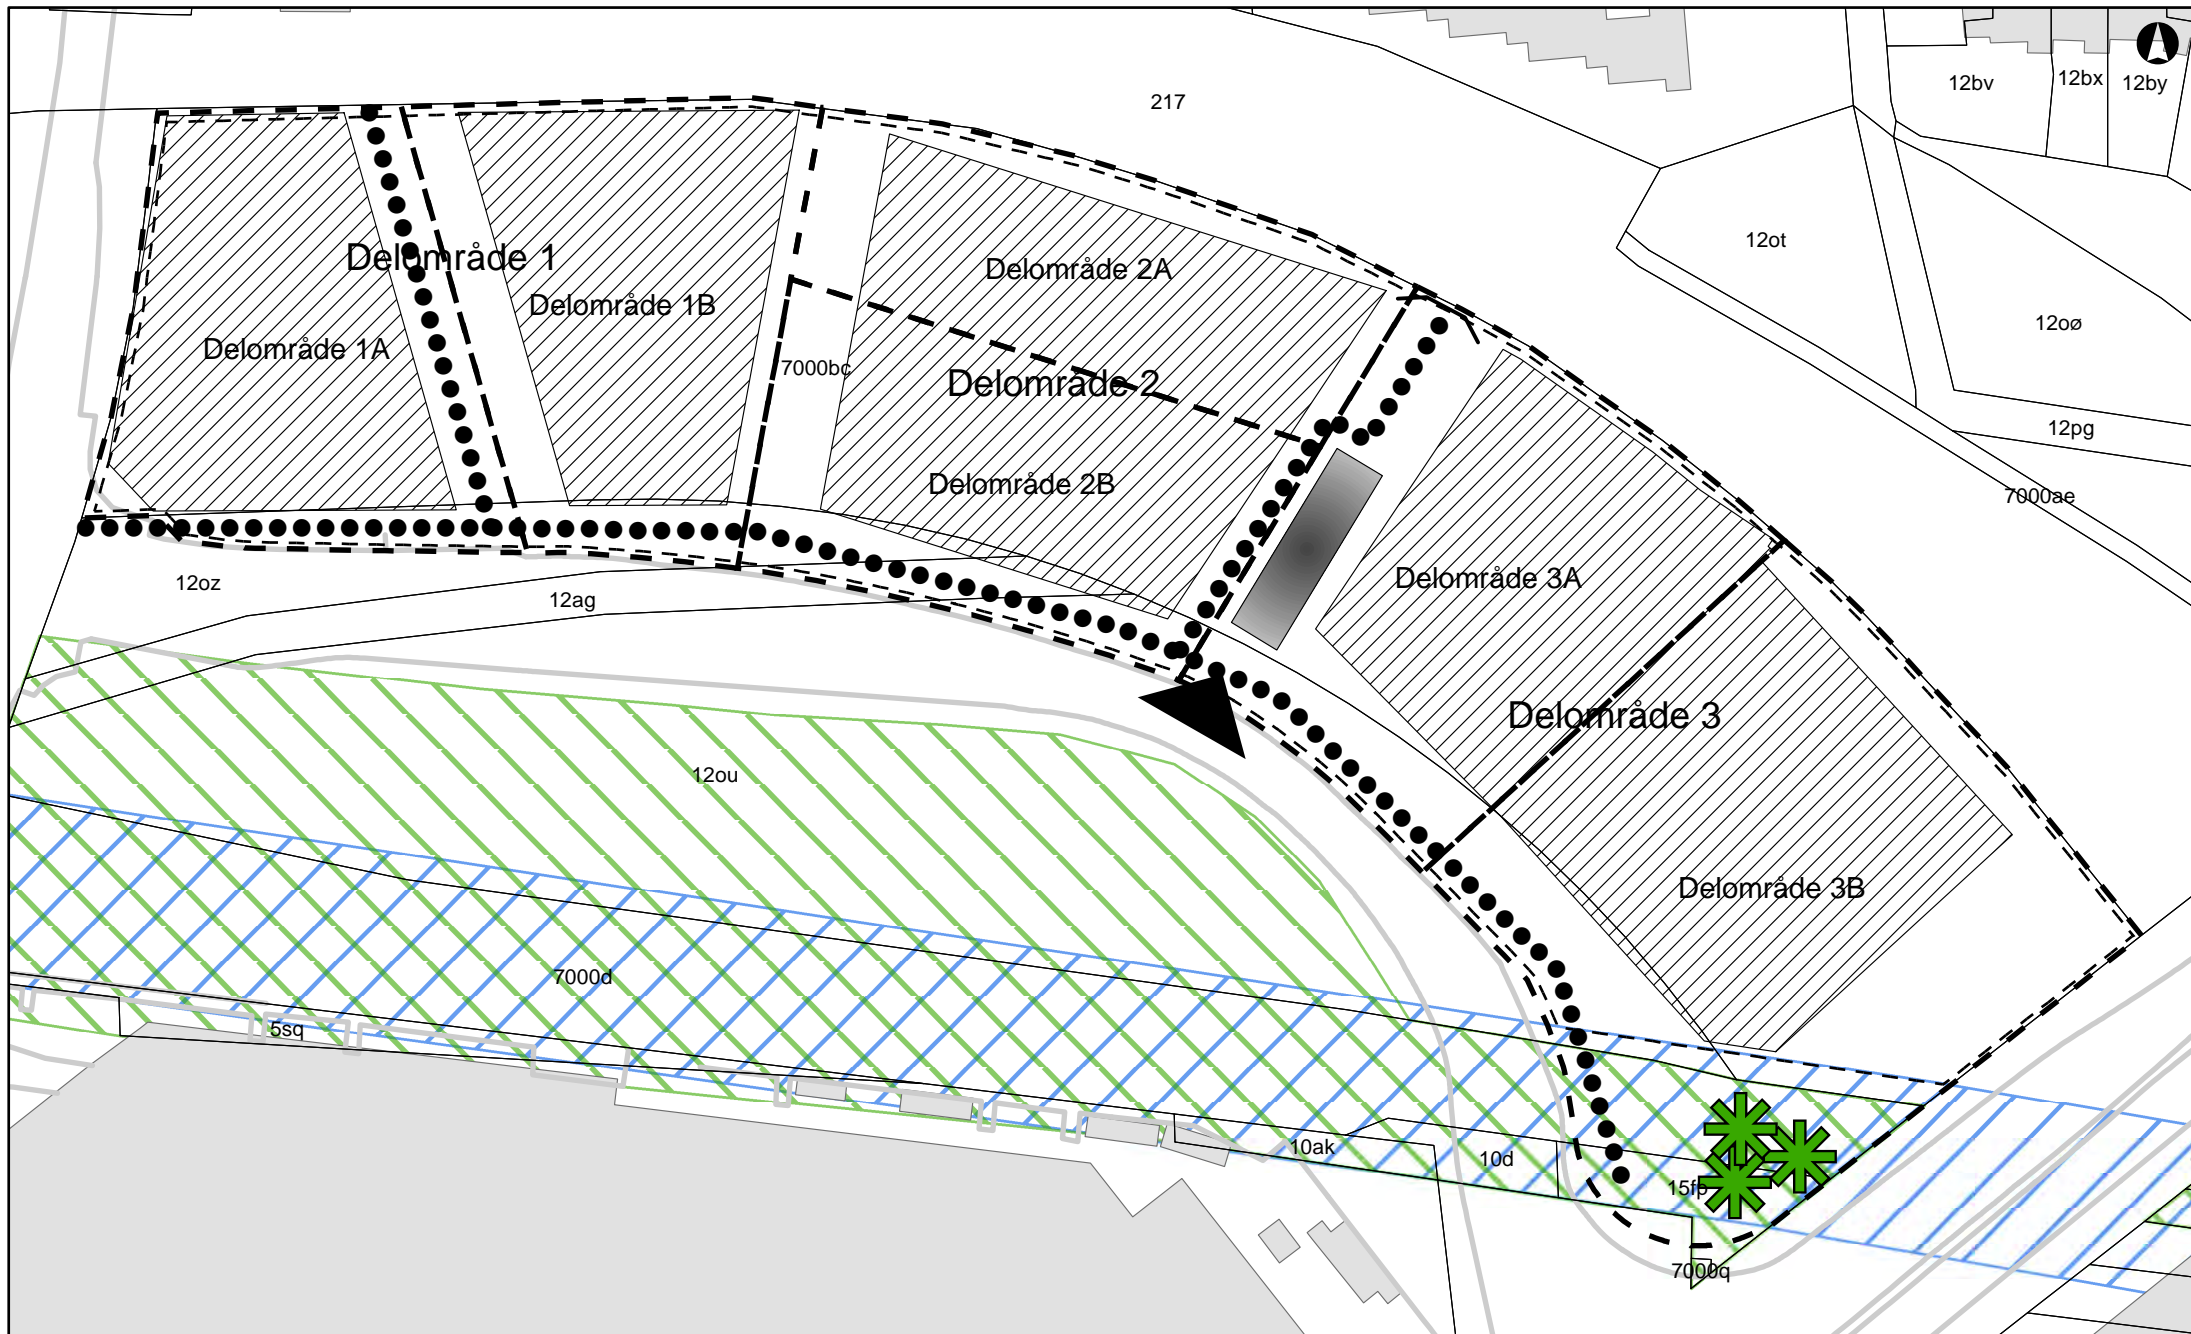 12bv
12bx
12by
217
12ot
Delområde 1
Delområde 2A
Delområde 1B
12oø
Delområde 1A
7000bc
Delområde 2
12pg
Delområde 2B
7000ae
12oz
12ag
Delområde 3A
Delområde 3
12ou
Delområde 3B
7000d
5sq
10ak
10d
15fp
7000q